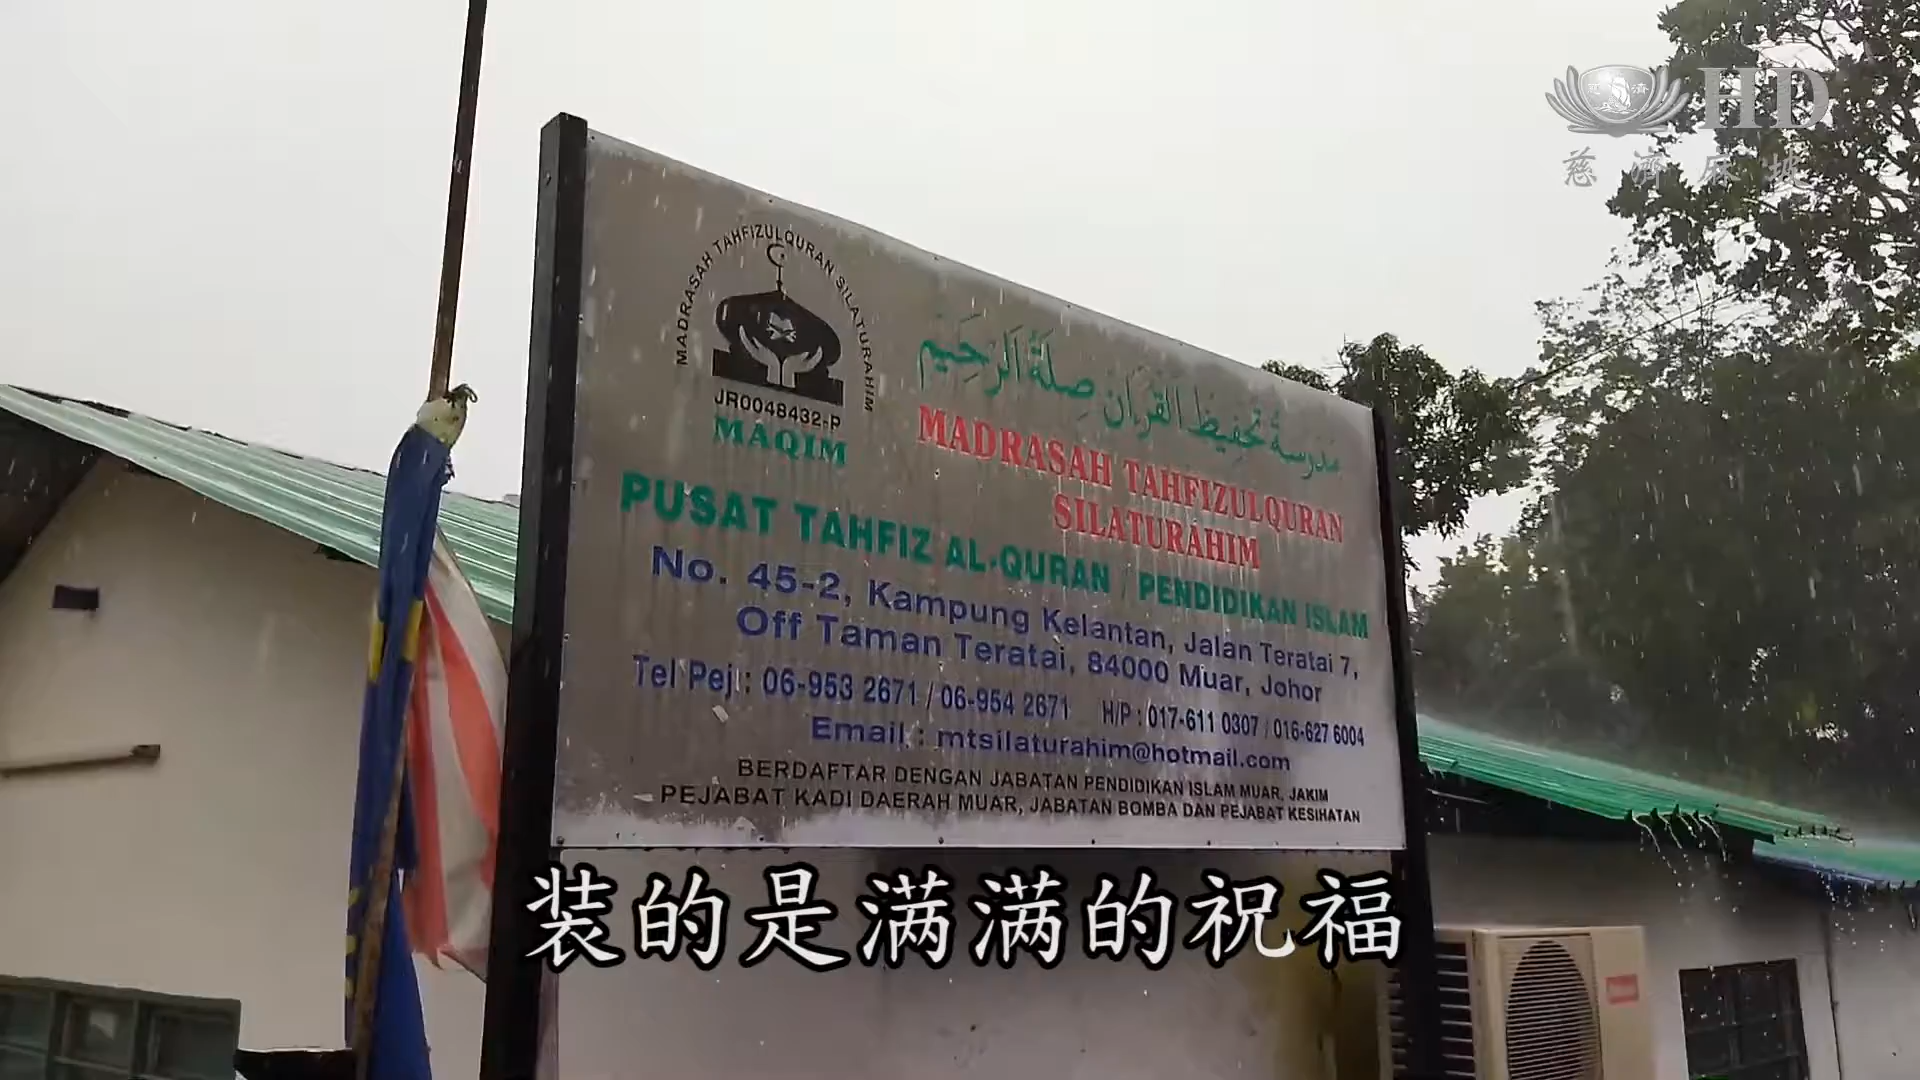 HD
慈濟麻坡
MADRASAH TAHFIZULQURAN SILATURAHIM
JR0048432-P
MAQIM
مدرسة تحفيظ القرآن صلة الرحيم
MADRASAH TAHFIZULQURAN
SILATURAHIM
PUSAT TAHFIZ AL-QURAN / PENDIDIKAN ISLAM
No. 45-2, Kampung Kelantan, Jalan Teratai 7,
Off Taman Teratai, 84000 Muar, Johor
Tel Pej : 06-953 2671 / 06-954 2671 H/P : 017-611 0307 / 016-627 6004
Email : mtsilaturahim@hotmail.com
BERDAFTAR DENGAN JABATAN PENDIDIKAN ISLAM MUAR, JAKIM
PEJABAT KADI DAERAH MUAR, JABATAN BOMBA DAN PEJABAT KESIHATAN
装的是满满的祝福